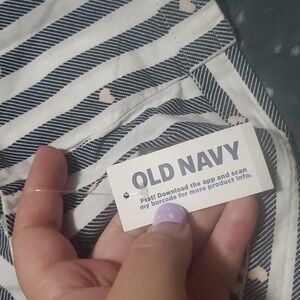 OLD NAVY
Psst! Download the app and scan
my barcode for more product info.